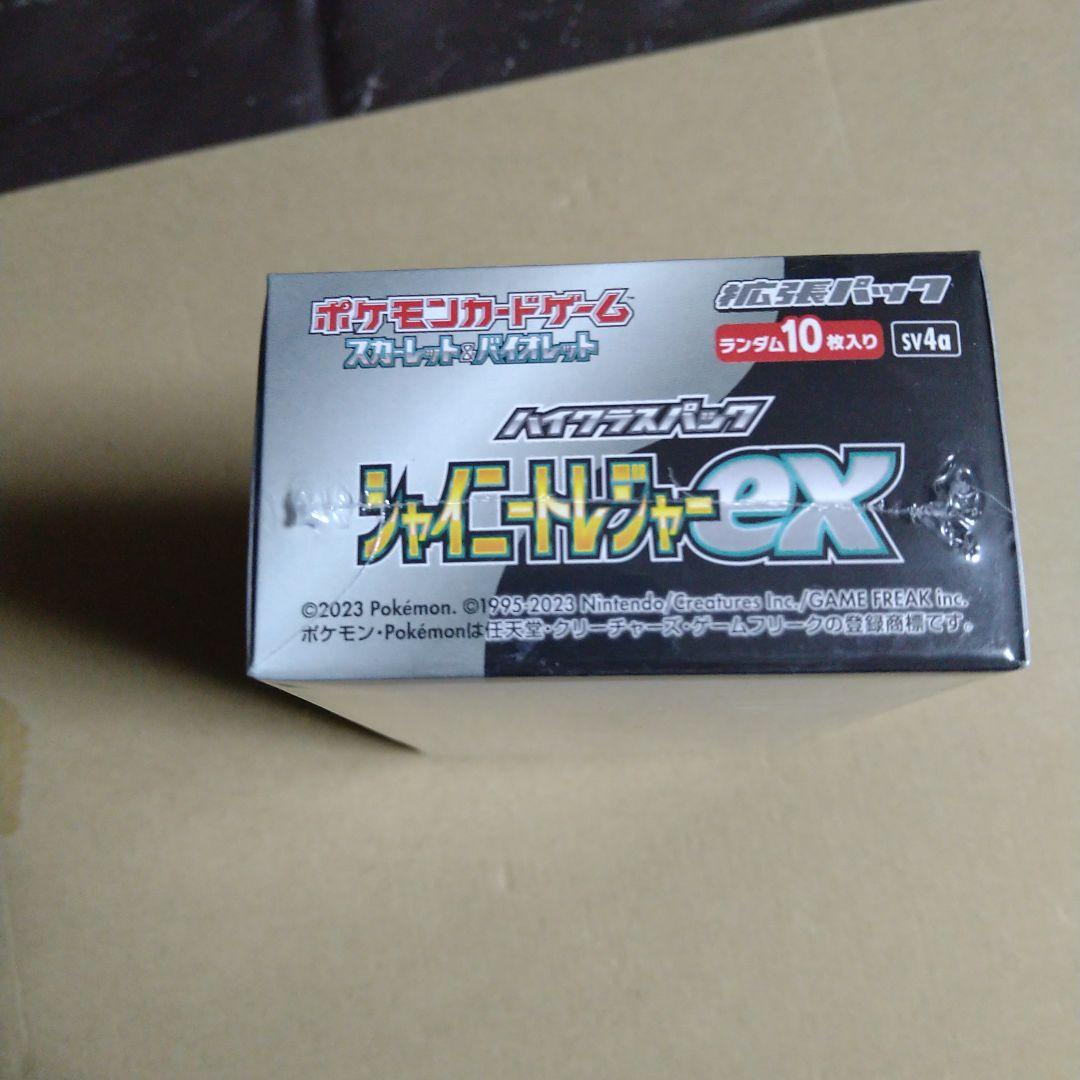 ポケモンカードゲーム
スカーレット&バイオレット
拡張パック
ランダム10枚入り SV4a
ハイクラスパック
シャイニートレジャーex
©2023 Pokémon. ©1995-2023 Nintendo/Creatures Inc./GAME FREAK inc.
ポケモン・Pokémonは任天堂・クリーチャーズ・ゲームフリークの登録商標です。